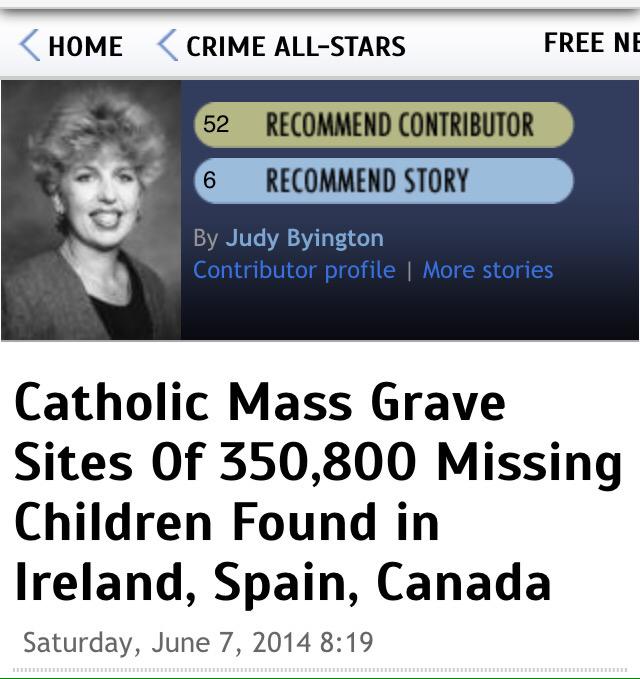 HOME CRIME ALL-STARS FREE NE
52 RECOMMEND CONTRIBUTOR
6 RECOMMEND STORY
By Judy Byington
Contributor profile | More stories
Catholic Mass Grave
Sites Of 350,800 Missing
Children Found in
Ireland, Spain, Canada
Saturday, June 7, 2014 8:19